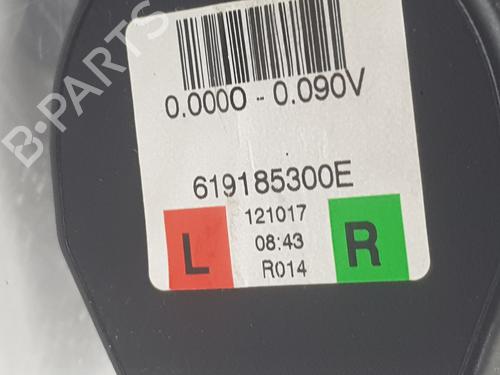 B-PARTS
0.0000 - 0.090V
619185300E
121017
08:43
R014
L
R